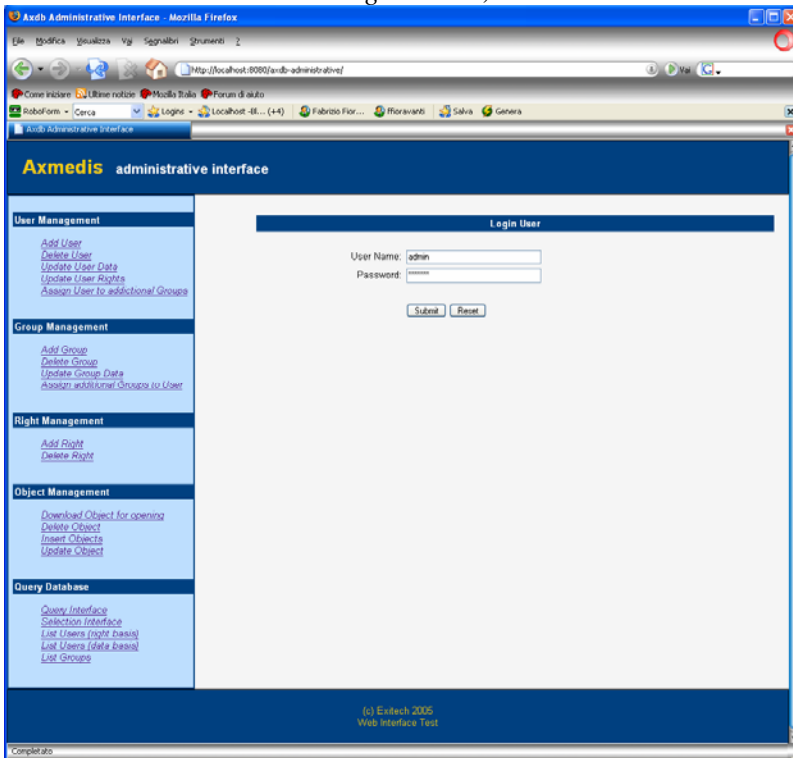 Axdb Administrative Interface - Mozilla Firefox
File Modifica Visualizza Vai Segnalibri Strumenti ?
http://localhost:8080/axdb-administrative/
Vai
Come iniziare Ultime notizie Mozilla Italia Forum di aiuto
RoboForm Cerca Logins Localhost -III... (+4) Fabrizio Fior... ffioravanti Salva Genera
Axdb Administrative Interface
Axmedis administrative interface
User Management
Add User
Delete User
Update User Data
Update User Rights
Assign User to addictional Groups
Group Management
Add Group
Delete Group
Update Group Data
Assign additional Groups to User
Right Management
Add Right
Delete Right
Object Management
Download Object for opening
Delete Object
Insert Objects
Update Object
Query Database
Query Interface
Selection Interface
List Users (right basis)
List Users (data basis)
List Groups
Login User
User Name: admin
Password: *******
Submit Reset
(c) Exitech 2005
Web Interface Test
Completato